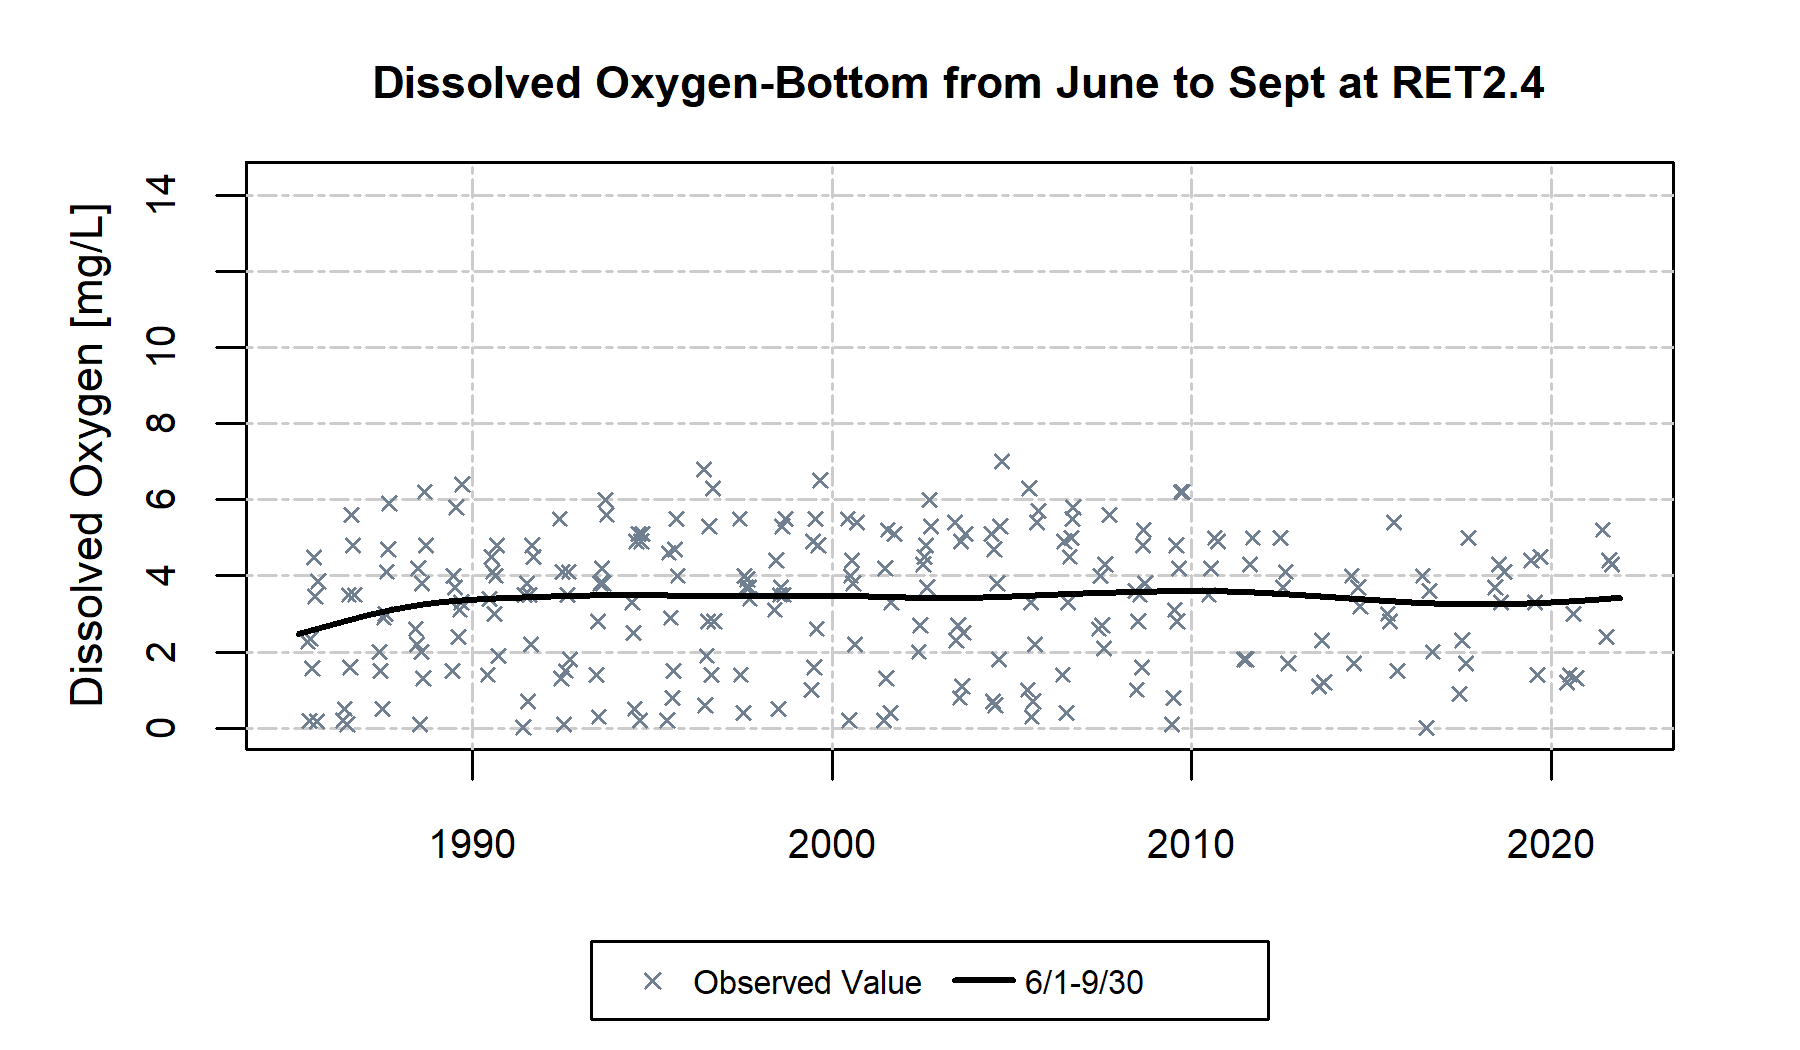 Dissolved Oxygen-Bottom from June to Sept at RET2.4
Dissolved Oxygen [mg/L]
14
10
8
6
4
2
0
1990 2000 2010 2020
Observed Value 6/1-9/30